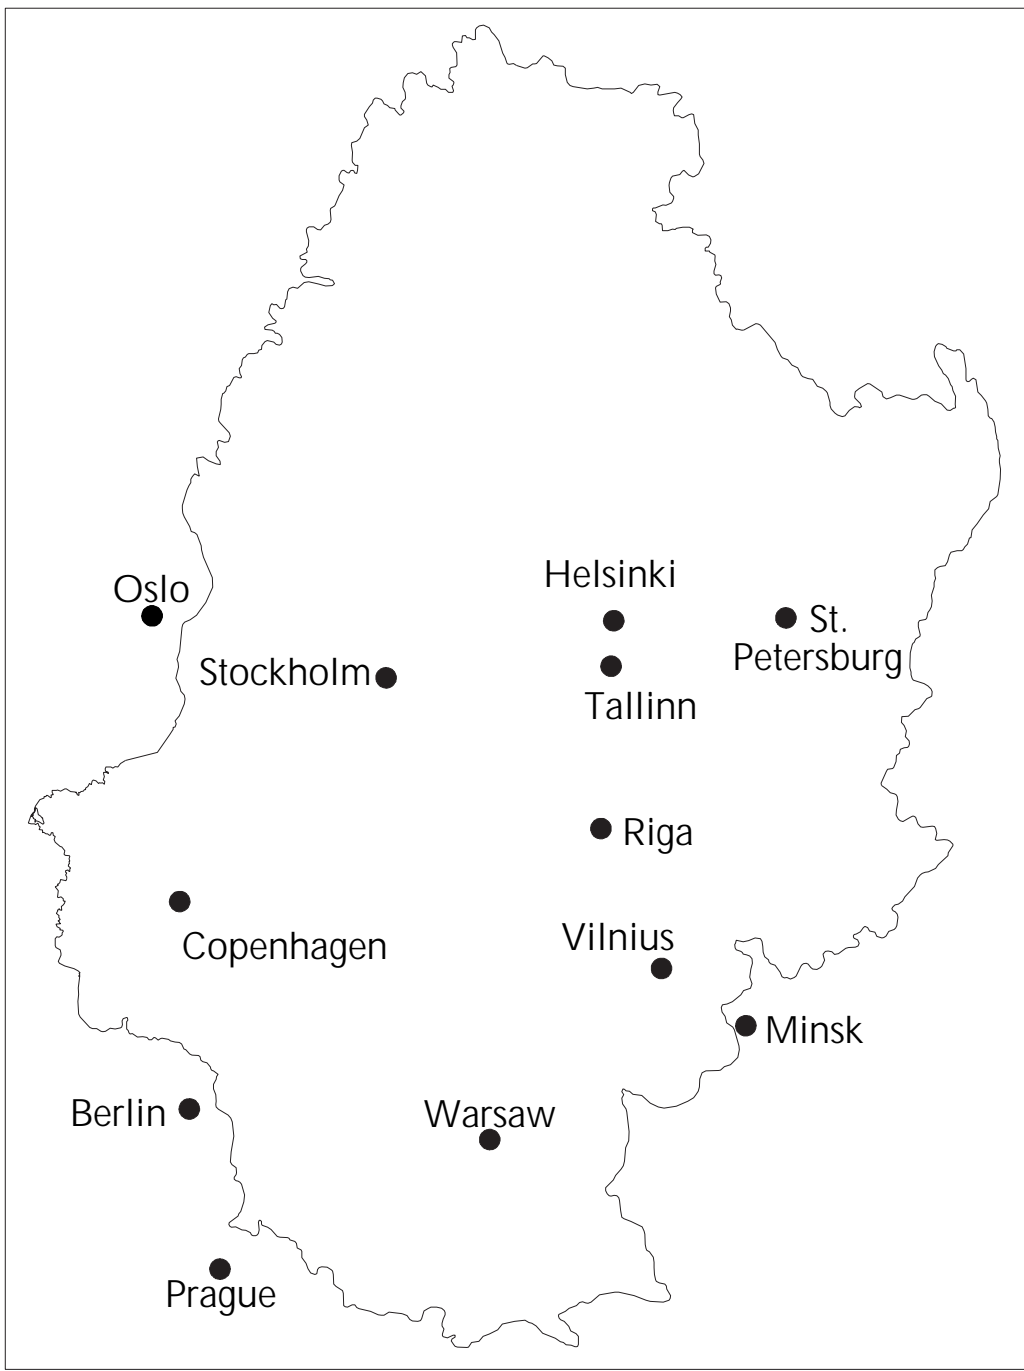 Helsinki
Oslo
St.
Petersburg
Stockholm
Tallinn
Riga
Vilnius
Copenhagen
Minsk
Berlin
Warsaw
Prague